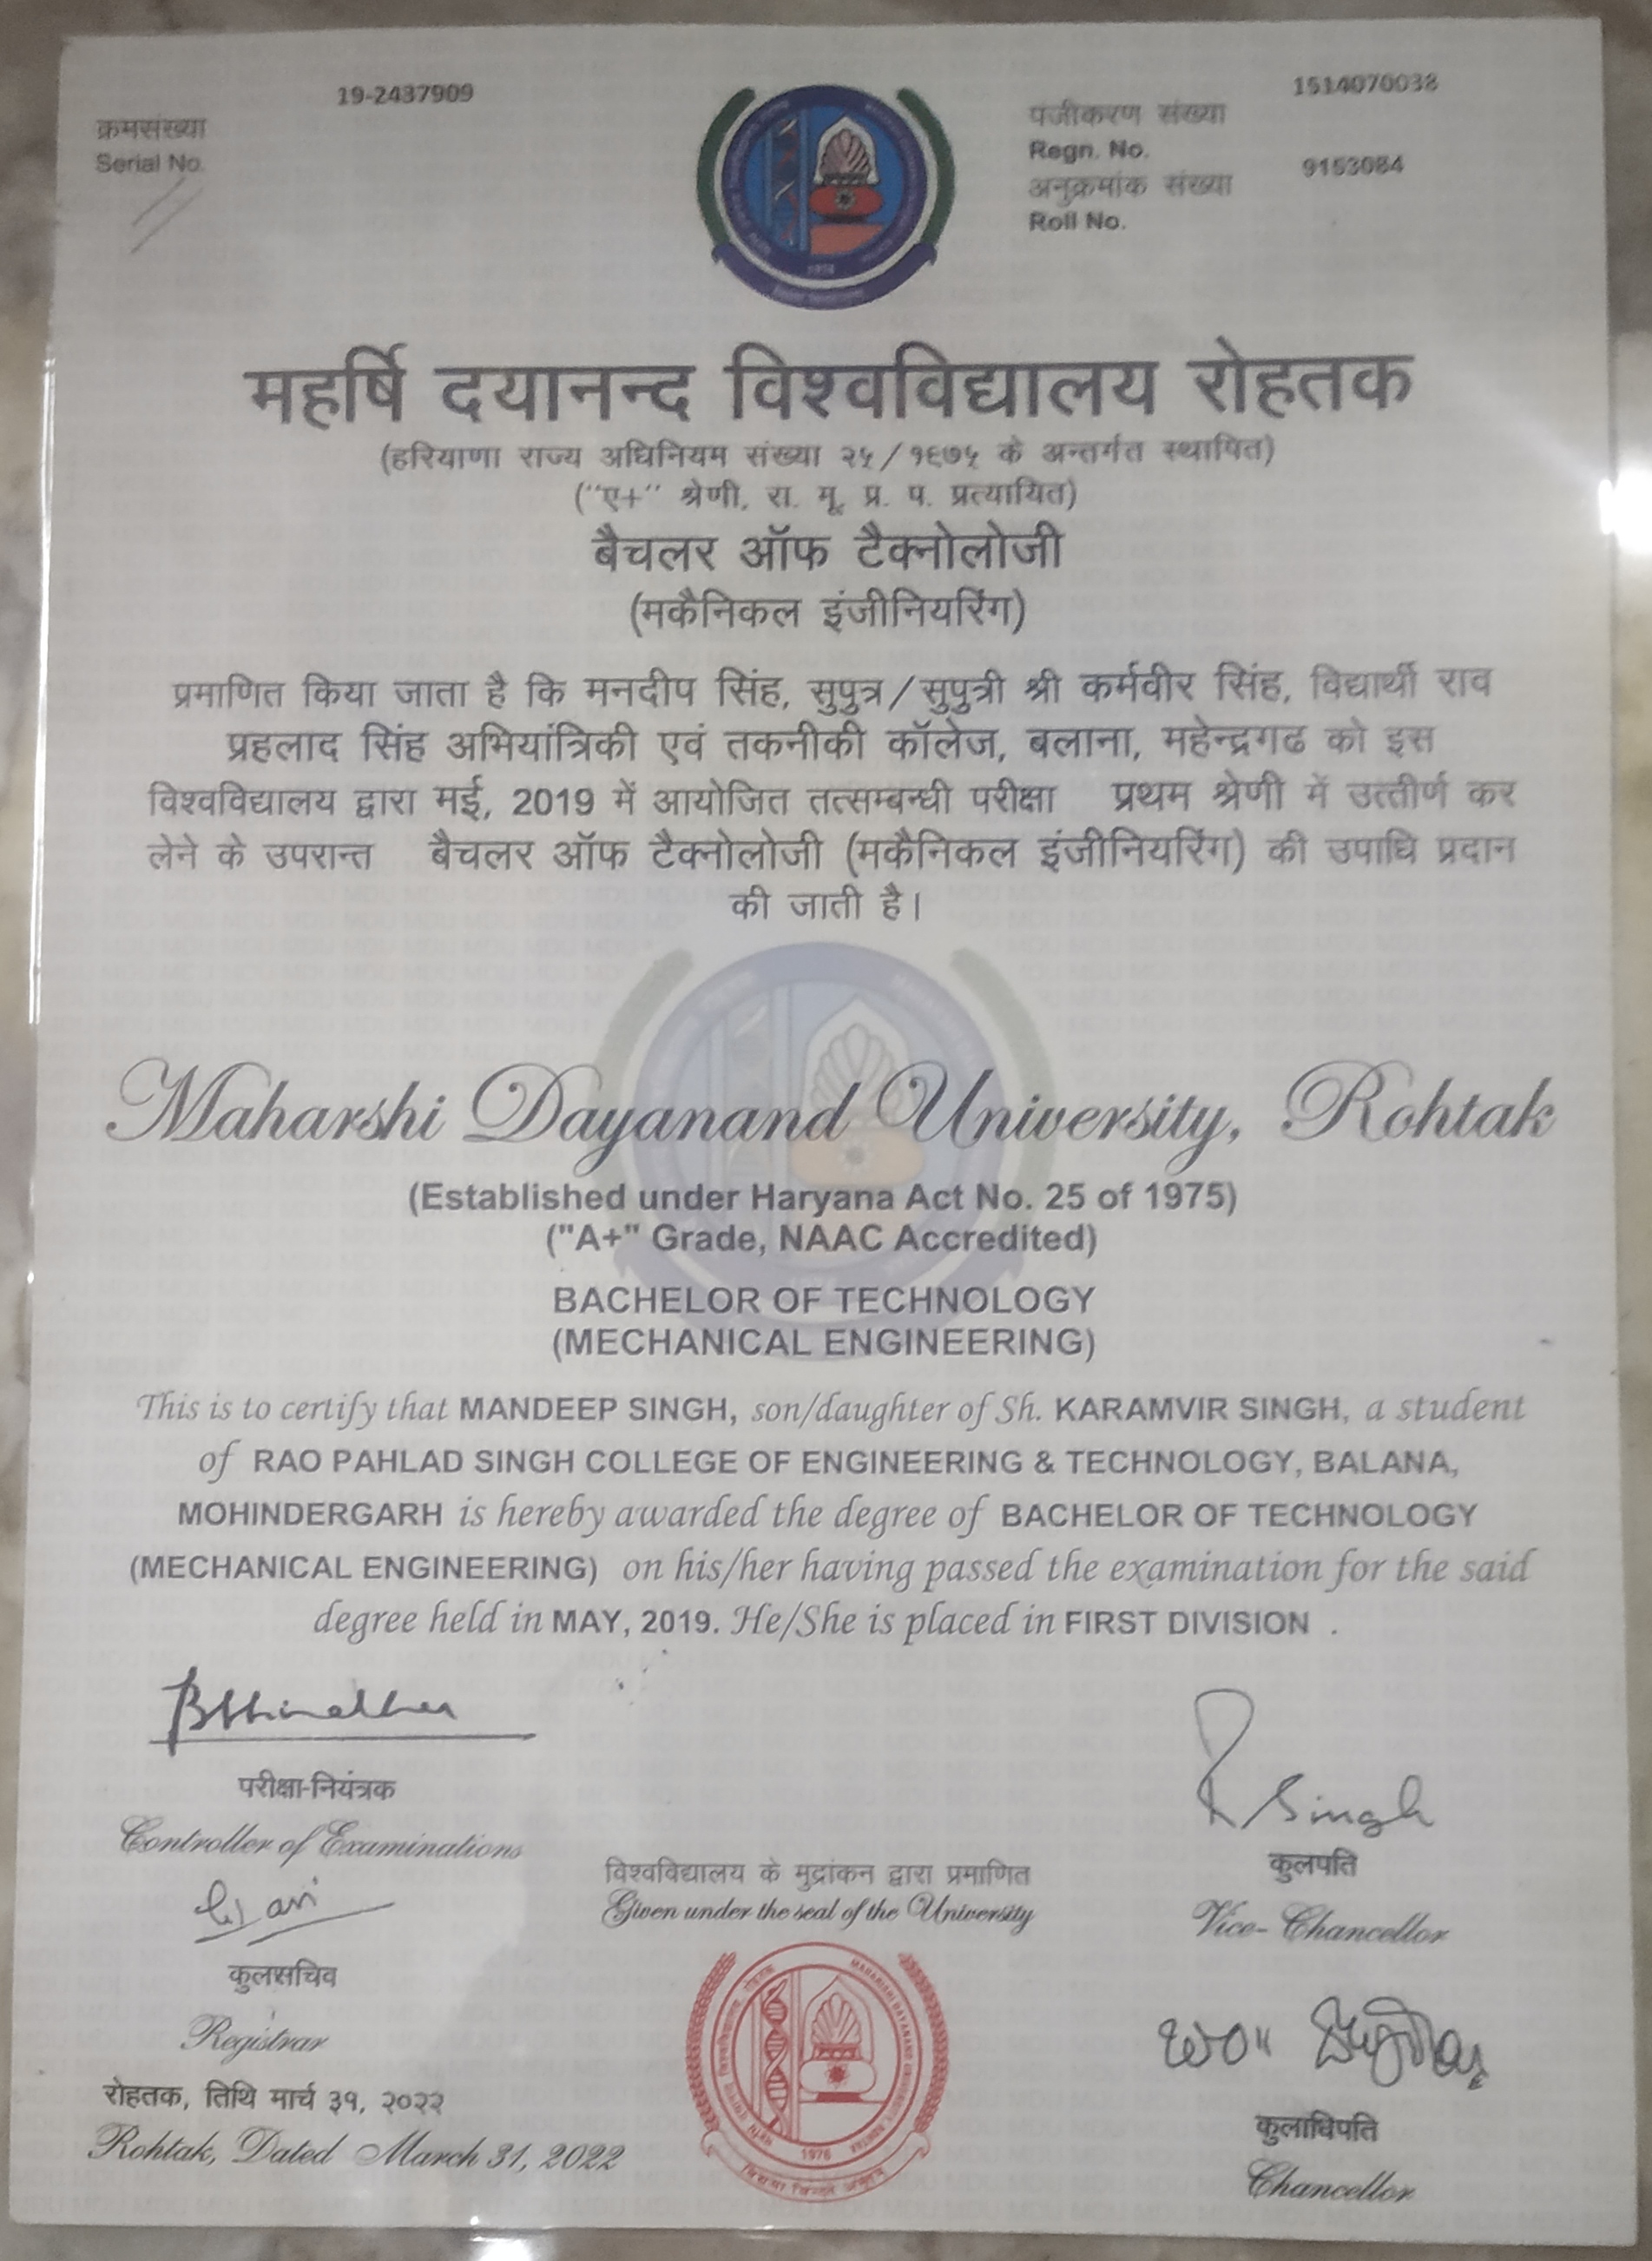 19-2437909
क्रमसंख्या
Serial No.
1514070038
पंजीकरण संख्या
Regn. No.
9153084
अनुक्रमांक संख्या
Roll No.
महर्षि दयानन्द विश्वविद्यालय रोहतक
(हरियाणा राज्य अधिनियम संख्या २५/१९७५ के अन्तर्गत स्थापित)
("ए+" श्रेणी, रा. मू. प्र. प. प्रत्यायित)
बैचलर ऑफ टैक्नोलोजी
(मकैनिकल इंजीनियरिंग)
प्रमाणित किया जाता है कि मनदीप सिंह, सुपुत्र/सुपुत्री श्री कर्मवीर सिंह, विद्यार्थी राव
प्रहलाद सिंह अभियांत्रिकी एवं तकनीकी कॉलेज, बलाना, महेन्द्रगढ को इस
विश्वविद्यालय द्वारा मई, 2019 में आयोजित तत्सम्बन्धी परीक्षा प्रथम श्रेणी में उत्तीर्ण कर
लेने के उपरान्त बैचलर ऑफ टैक्नोलोजी (मकैनिकल इंजीनियरिंग) की उपाधि प्रदान
की जाती है।
Maharshi Dayanand University, Rohtak
(Established under Haryana Act No. 25 of 1975)
("A+" Grade, NAAC Accredited)
BACHELOR OF TECHNOLOGY
(MECHANICAL ENGINEERING)
This is to certify that MANDEEP SINGH, son/daughter of Sh. KARAMVIR SINGH, a student
of RAO PAHLAD SINGH COLLEGE OF ENGINEERING & TECHNOLOGY, BALANA,
MOHINDERGARH is hereby awarded the degree of BACHELOR OF TECHNOLOGY
(MECHANICAL ENGINEERING) on his/her having passed the examination for the said
degree held in MAY, 2019. He/She is placed in FIRST DIVISION .
परीक्षा-नियंत्रक
Controller of Examinations
कुलसचिव
Registrar
रोहतक, तिथि मार्च ३१, २०२२
Rohtak, Dated March 31, 2022
विश्वविद्यालय के मुद्रांकन द्वारा प्रमाणित
Given under the seal of the University
MAHARSHI DAYANAND UNIVERSITY ROHTAK
1976
R Singh
कुलपति
Vice- Chancellor
कुलाधिपति
Chancellor